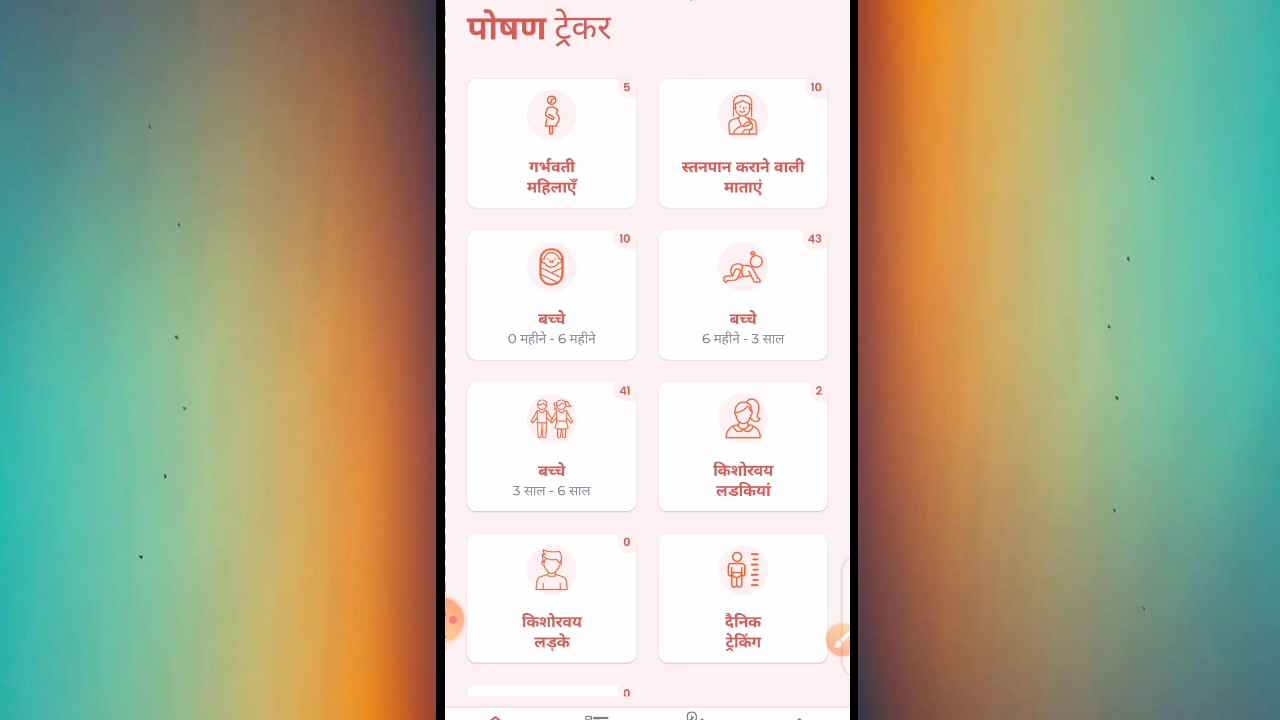 पोषण ट्रेकर
5
गर्भवती
महिलाएँ
10
स्तनपान कराने वाली
माताएं
10
बच्चे
0 महीने - 6 महीने
43
बच्चे
6 महीने - 3 साल
41
बच्चे
3 साल - 6 साल
2
किशोरवय
लडकियां
0
किशोरवय
लड़के
दैनिक
ट्रेकिंग
0